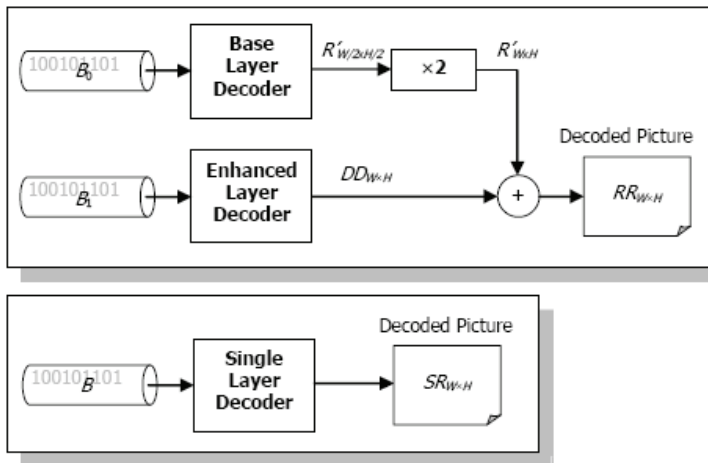 100101101
B₀
Base
Layer
Decoder
R′W/2×H/2
×2
R′W×H
Decoded Picture
100101101
B₁
Enhanced
Layer
Decoder
DDW×H
+
RRW×H
Decoded Picture
100101101
B
Single
Layer
Decoder
SRW×H